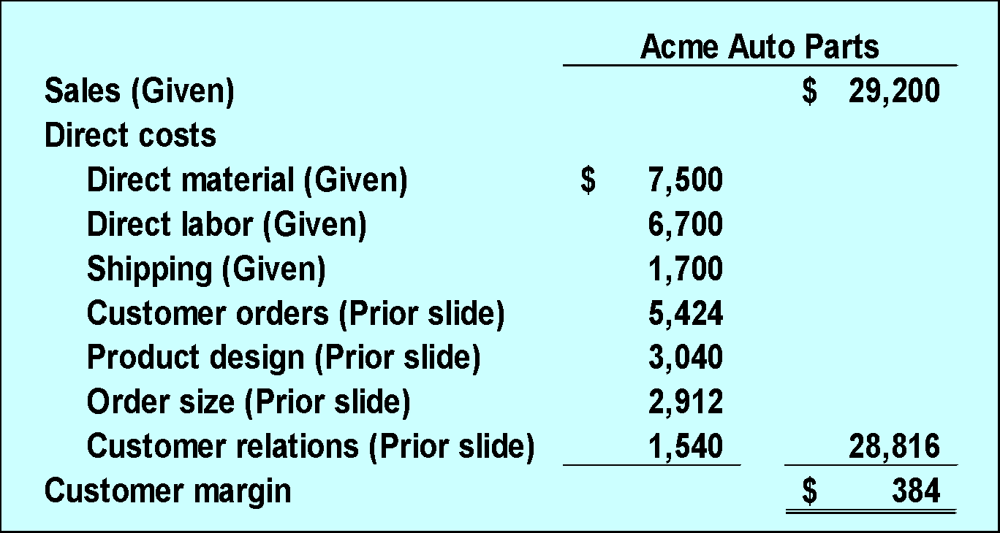 Acme Auto Parts
Sales (Given) $ 29,200
Direct costs
Direct material (Given) $ 7,500
Direct labor (Given) 6,700
Shipping (Given) 1,700
Customer orders (Prior slide) 5,424
Product design (Prior slide) 3,040
Order size (Prior slide) 2,912
Customer relations (Prior slide) 1,540 28,816
Customer margin $ 384